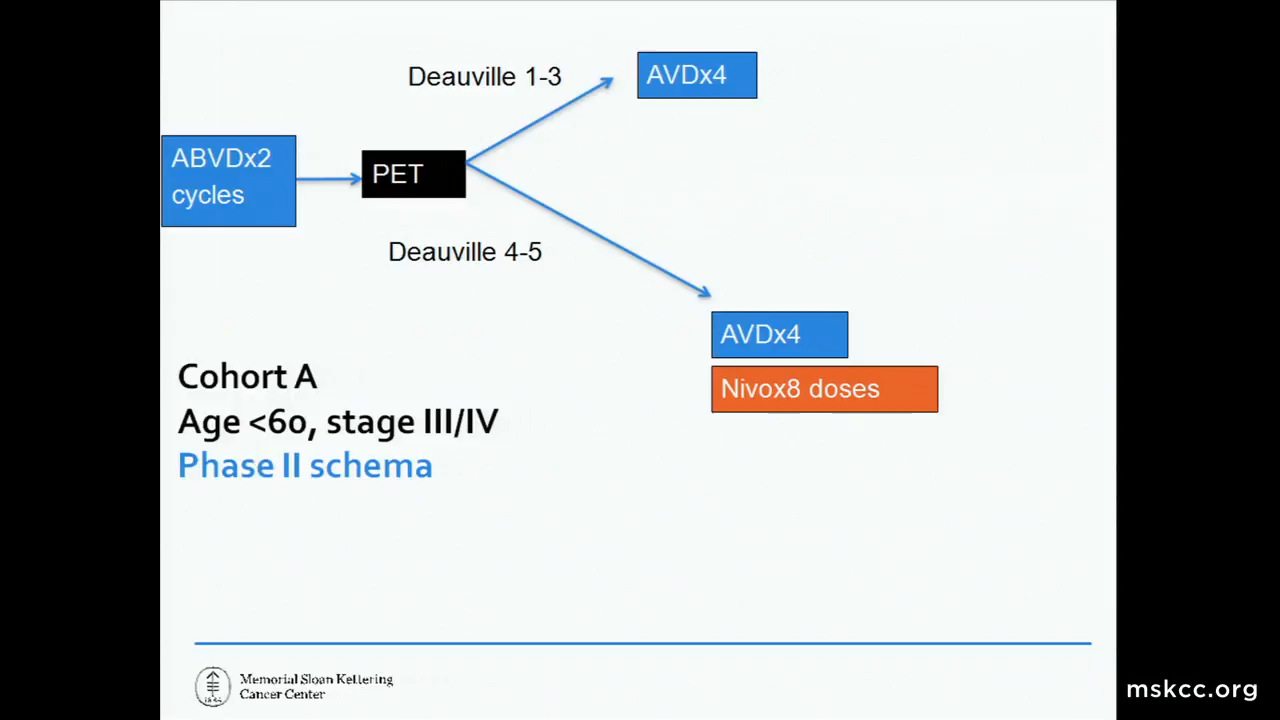 Deauville 1-3
AVDx4
ABVDx2
cycles
PET
Deauville 4-5
AVDx4
Nivox8 doses
Cohort A
Age <60, stage III/IV
Phase II schema
Memorial Sloan Kettering
Cancer Center
mskcc.org